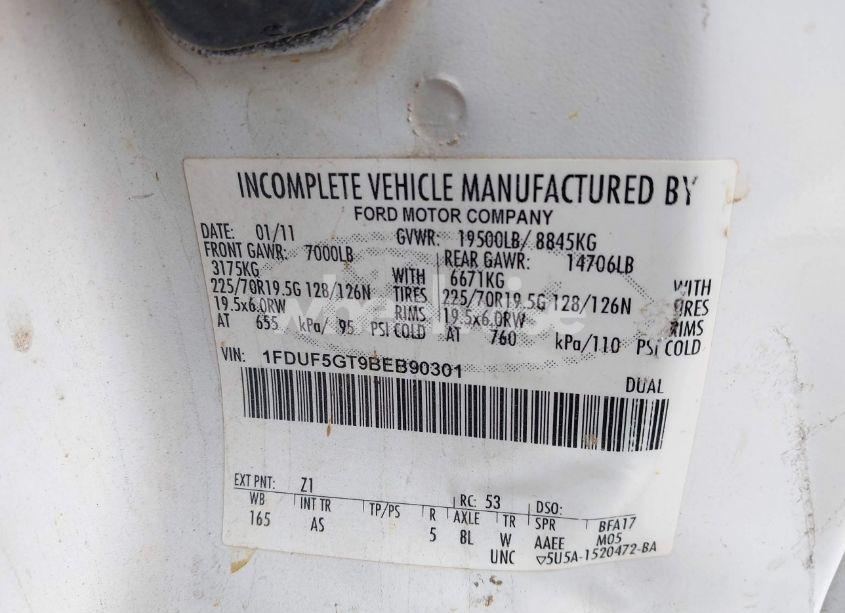 INCOMPLETE VEHICLE MANUFACTURED BY
FORD MOTOR COMPANY
DATE: 01/11 GVWR: 19500LB/ 8845KG
FRONT GAWR: 7000LB REAR GAWR: 14706LB
3175KG WITH 6671KG WITH
225/70R19.5G 128/126N TIRES 225/70R19.5G 128/126N TIRES
19.5x6.0RW RIMS 19.5x6.0RW RIMS
AT 655 kPa/ 95 PSI COLD AT 760 kPa/110 PSI COLD
VIN: 1FDUF5GT9BEB90301
DUAL
EXT PNT: Z1 RC: 53 DSO:
WB INT TR TP/PS R AXLE TR SPR BFA17
165 AS 5 8L W AAEE M05
UNC ▽5U5A-1520472-BA